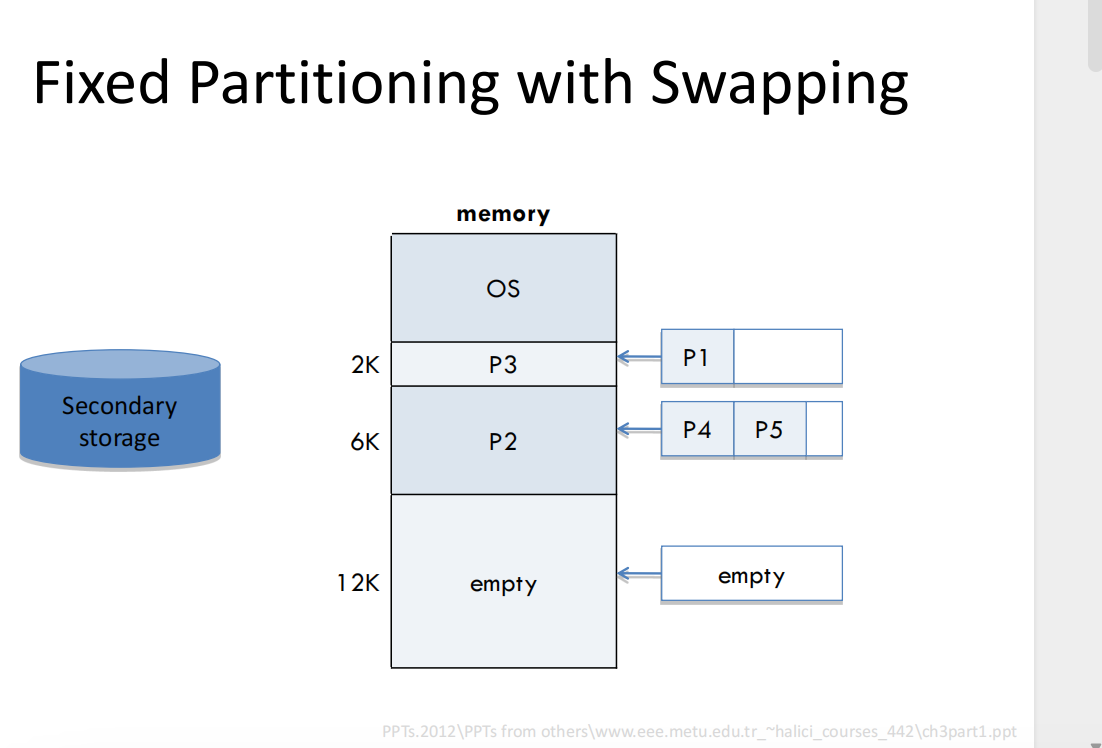 Fixed Partitioning with Swapping
memory
OS
2K
P3
P1
Secondary
storage
6K
P2
P4
P5
12K
empty
empty
PPTs.2012\PPTs from others\www.eee.metu.edu.tr_~halici_courses_442\ch3part1.ppt